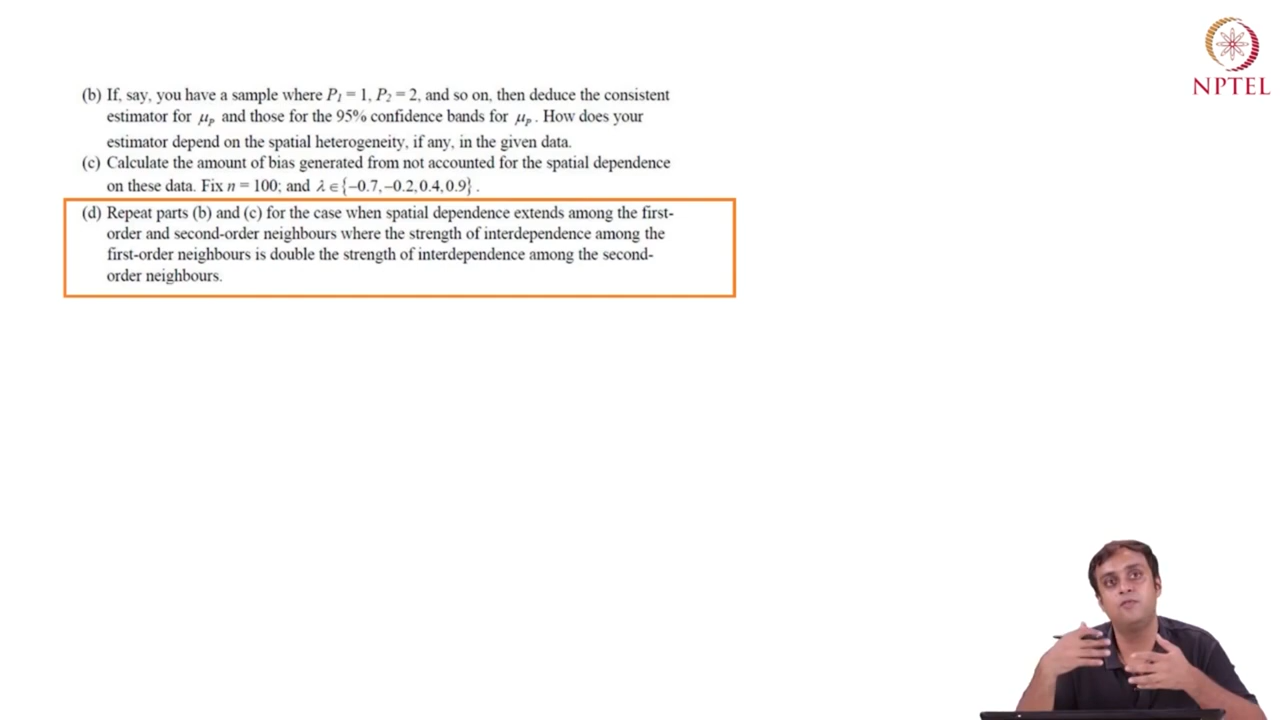 NPTEL
(b) If, say, you have a sample where P₁ = 1, P₂ = 2, and so on, then deduce the consistent
estimator for μₚ and those for the 95% confidence bands for μₚ. How does your
estimator depend on the spatial heterogeneity, if any, in the given data.
(c) Calculate the amount of bias generated from not accounted for the spatial dependence
on these data. Fix n = 100; and λ ∈ {−0.7, −0.2, 0.4, 0.9}.
(d) Repeat parts (b) and (c) for the case when spatial dependence extends among the first-
order and second-order neighbours where the strength of interdependence among the
first-order neighbours is double the strength of interdependence among the second-
order neighbours.